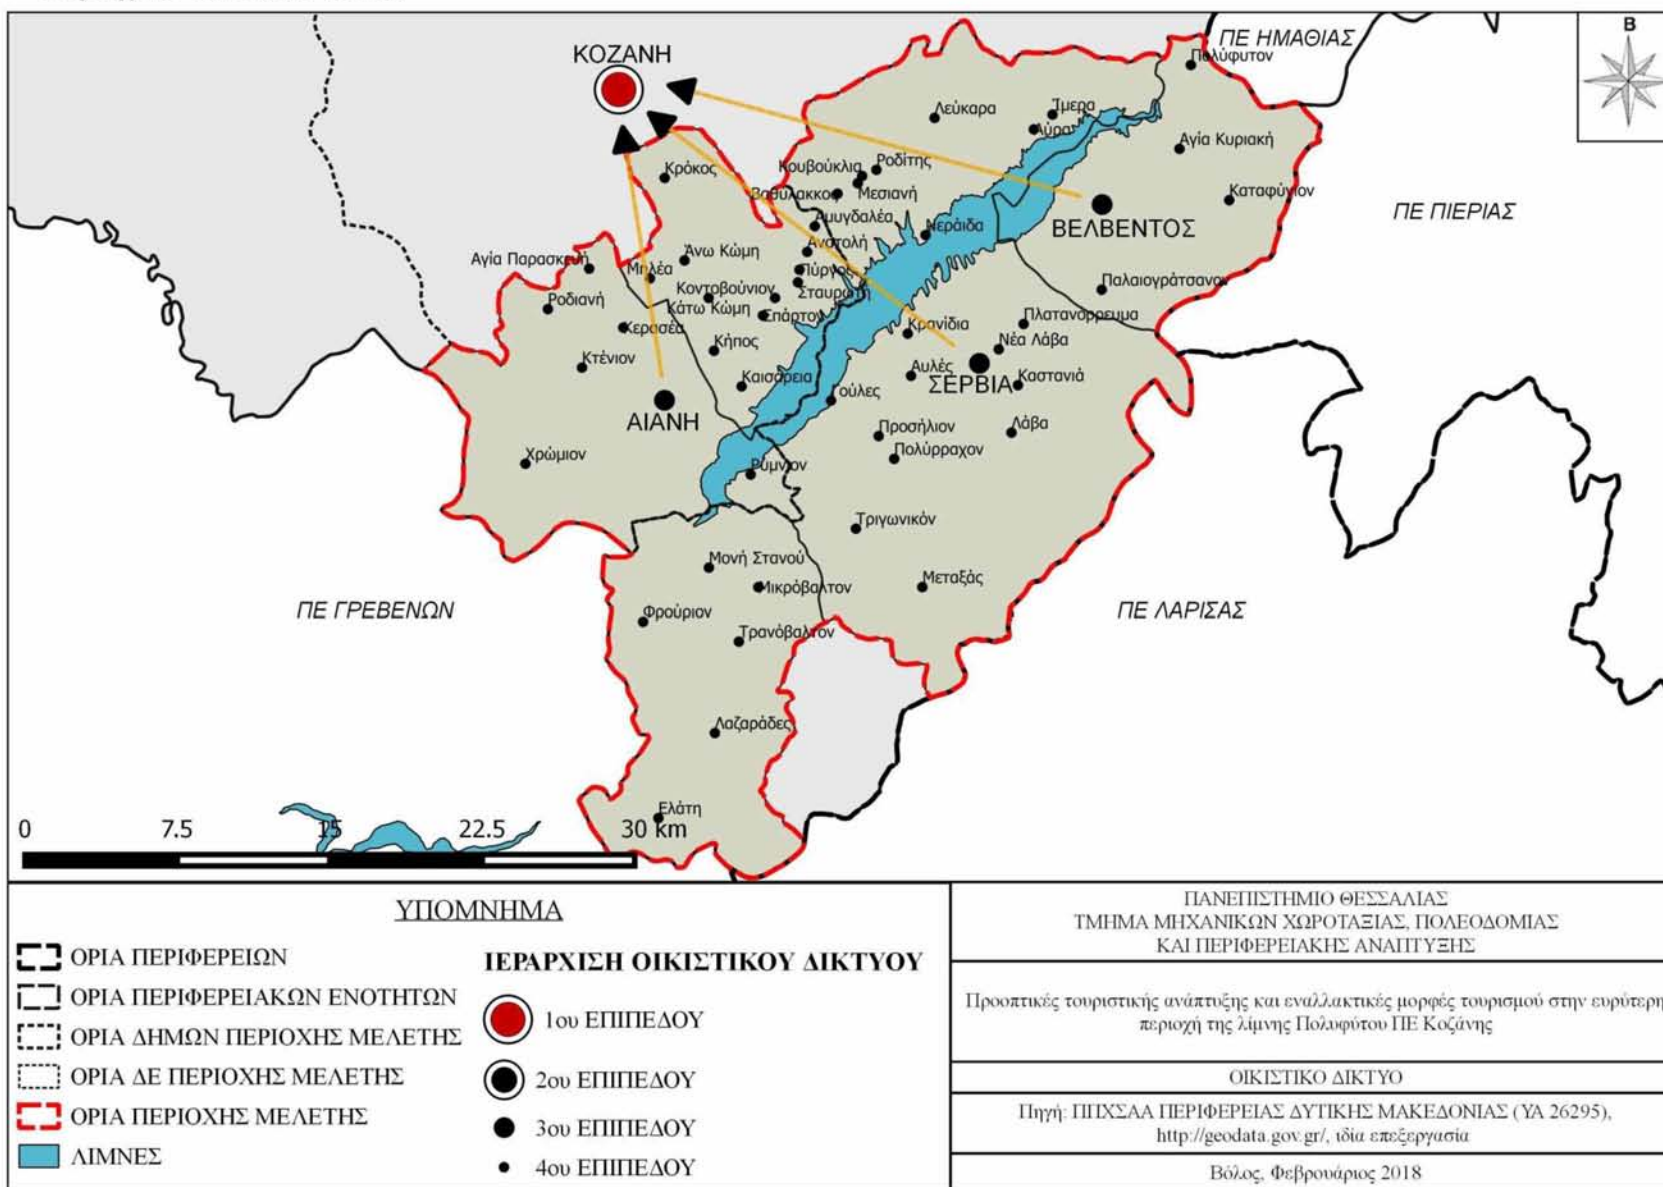 ΠΕ ΗΜΑΘΙΑΣ
Β
ΚΟΖΑΝΗ
Πολύφυτον
Λεύκαρα
Ίμερα
Αύρα
Αγία Κυριακή
Κρόκος
Κουβούκλια
Ροδίτης
Βαθύλακκος
Μεσιανή
Καταφύγιον
ΠΕ ΠΙΕΡΙΑΣ
Αμυγδαλέα
Νεράιδα
ΒΕΛΒΕΝΤΟΣ
Αγία Παρασκευή
Άνω Κώμη
Ανατολή
Μηλέα
Πύργος
Κοντοβούνιον
Σταυρωτή
Παλαιογράτσανον
Ροδιανή
Κάτω Κώμη
Σπάρτον
Πλατανόρρευμα
Κερασέα
Κρανίδια
Κήπος
Νέα Λάβα
Κτένιον
Αυλές
ΣΕΡΒΙΑ
Καστανιά
Καισάρεια
Γούλες
ΑΙΑΝΗ
Προσήλιον
Λάβα
Χρώμιον
Πολύρραχον
Ρύμνιον
Τριγωνικόν
Μονή Στανού
Μικρόβαλτον
Μεταξάς
ΠΕ ΓΡΕΒΕΝΩΝ
Φρούριον
ΠΕ ΛΑΡΙΣΑΣ
Τρανόβαλτον
Λαζαράδες
Ελάτη
0 7.5 15 22.5 30 km
ΥΠΟΜΝΗΜΑ
ΟΡΙΑ ΠΕΡΙΦΕΡΕΙΩΝ
ΟΡΙΑ ΠΕΡΙΦΕΡΕΙΑΚΩΝ ΕΝΟΤΗΤΩΝ
ΟΡΙΑ ΔΗΜΩΝ ΠΕΡΙΟΧΗΣ ΜΕΛΕΤΗΣ
ΟΡΙΑ ΔΕ ΠΕΡΙΟΧΗΣ ΜΕΛΕΤΗΣ
ΟΡΙΑ ΠΕΡΙΟΧΗΣ ΜΕΛΕΤΗΣ
ΛΙΜΝΕΣ
ΙΕΡΑΡΧΙΣΗ ΟΙΚΙΣΤΙΚΟΥ ΔΙΚΤΥΟΥ
1ου ΕΠΙΠΕΔΟΥ
2ου ΕΠΙΠΕΔΟΥ
3ου ΕΠΙΠΕΔΟΥ
4ου ΕΠΙΠΕΔΟΥ
ΠΑΝΕΠΙΣΤΗΜΙΟ ΘΕΣΣΑΛΙΑΣ
ΤΜΗΜΑ ΜΗΧΑΝΙΚΩΝ ΧΩΡΟΤΑΞΙΑΣ, ΠΟΛΕΟΔΟΜΙΑΣ
ΚΑΙ ΠΕΡΙΦΕΡΕΙΑΚΗΣ ΑΝΑΠΤΥΞΗΣ
Προοπτικές τουριστικής ανάπτυξης και εναλλακτικές μορφές τουρισμού στην ευρύτερη
περιοχή της λίμνης Πολυφύτου ΠΕ Κοζάνης
ΟΙΚΙΣΤΙΚΟ ΔΙΚΤΥΟ
Πηγή: ΠΠΧΣΑΑ ΠΕΡΙΦΕΡΕΙΑΣ ΔΥΤΙΚΗΣ ΜΑΚΕΔΟΝΙΑΣ (ΥΑ 26295),
http://geodata.gov.gr/, ιδία επεξεργασία
Βόλος, Φεβρουάριος 2018